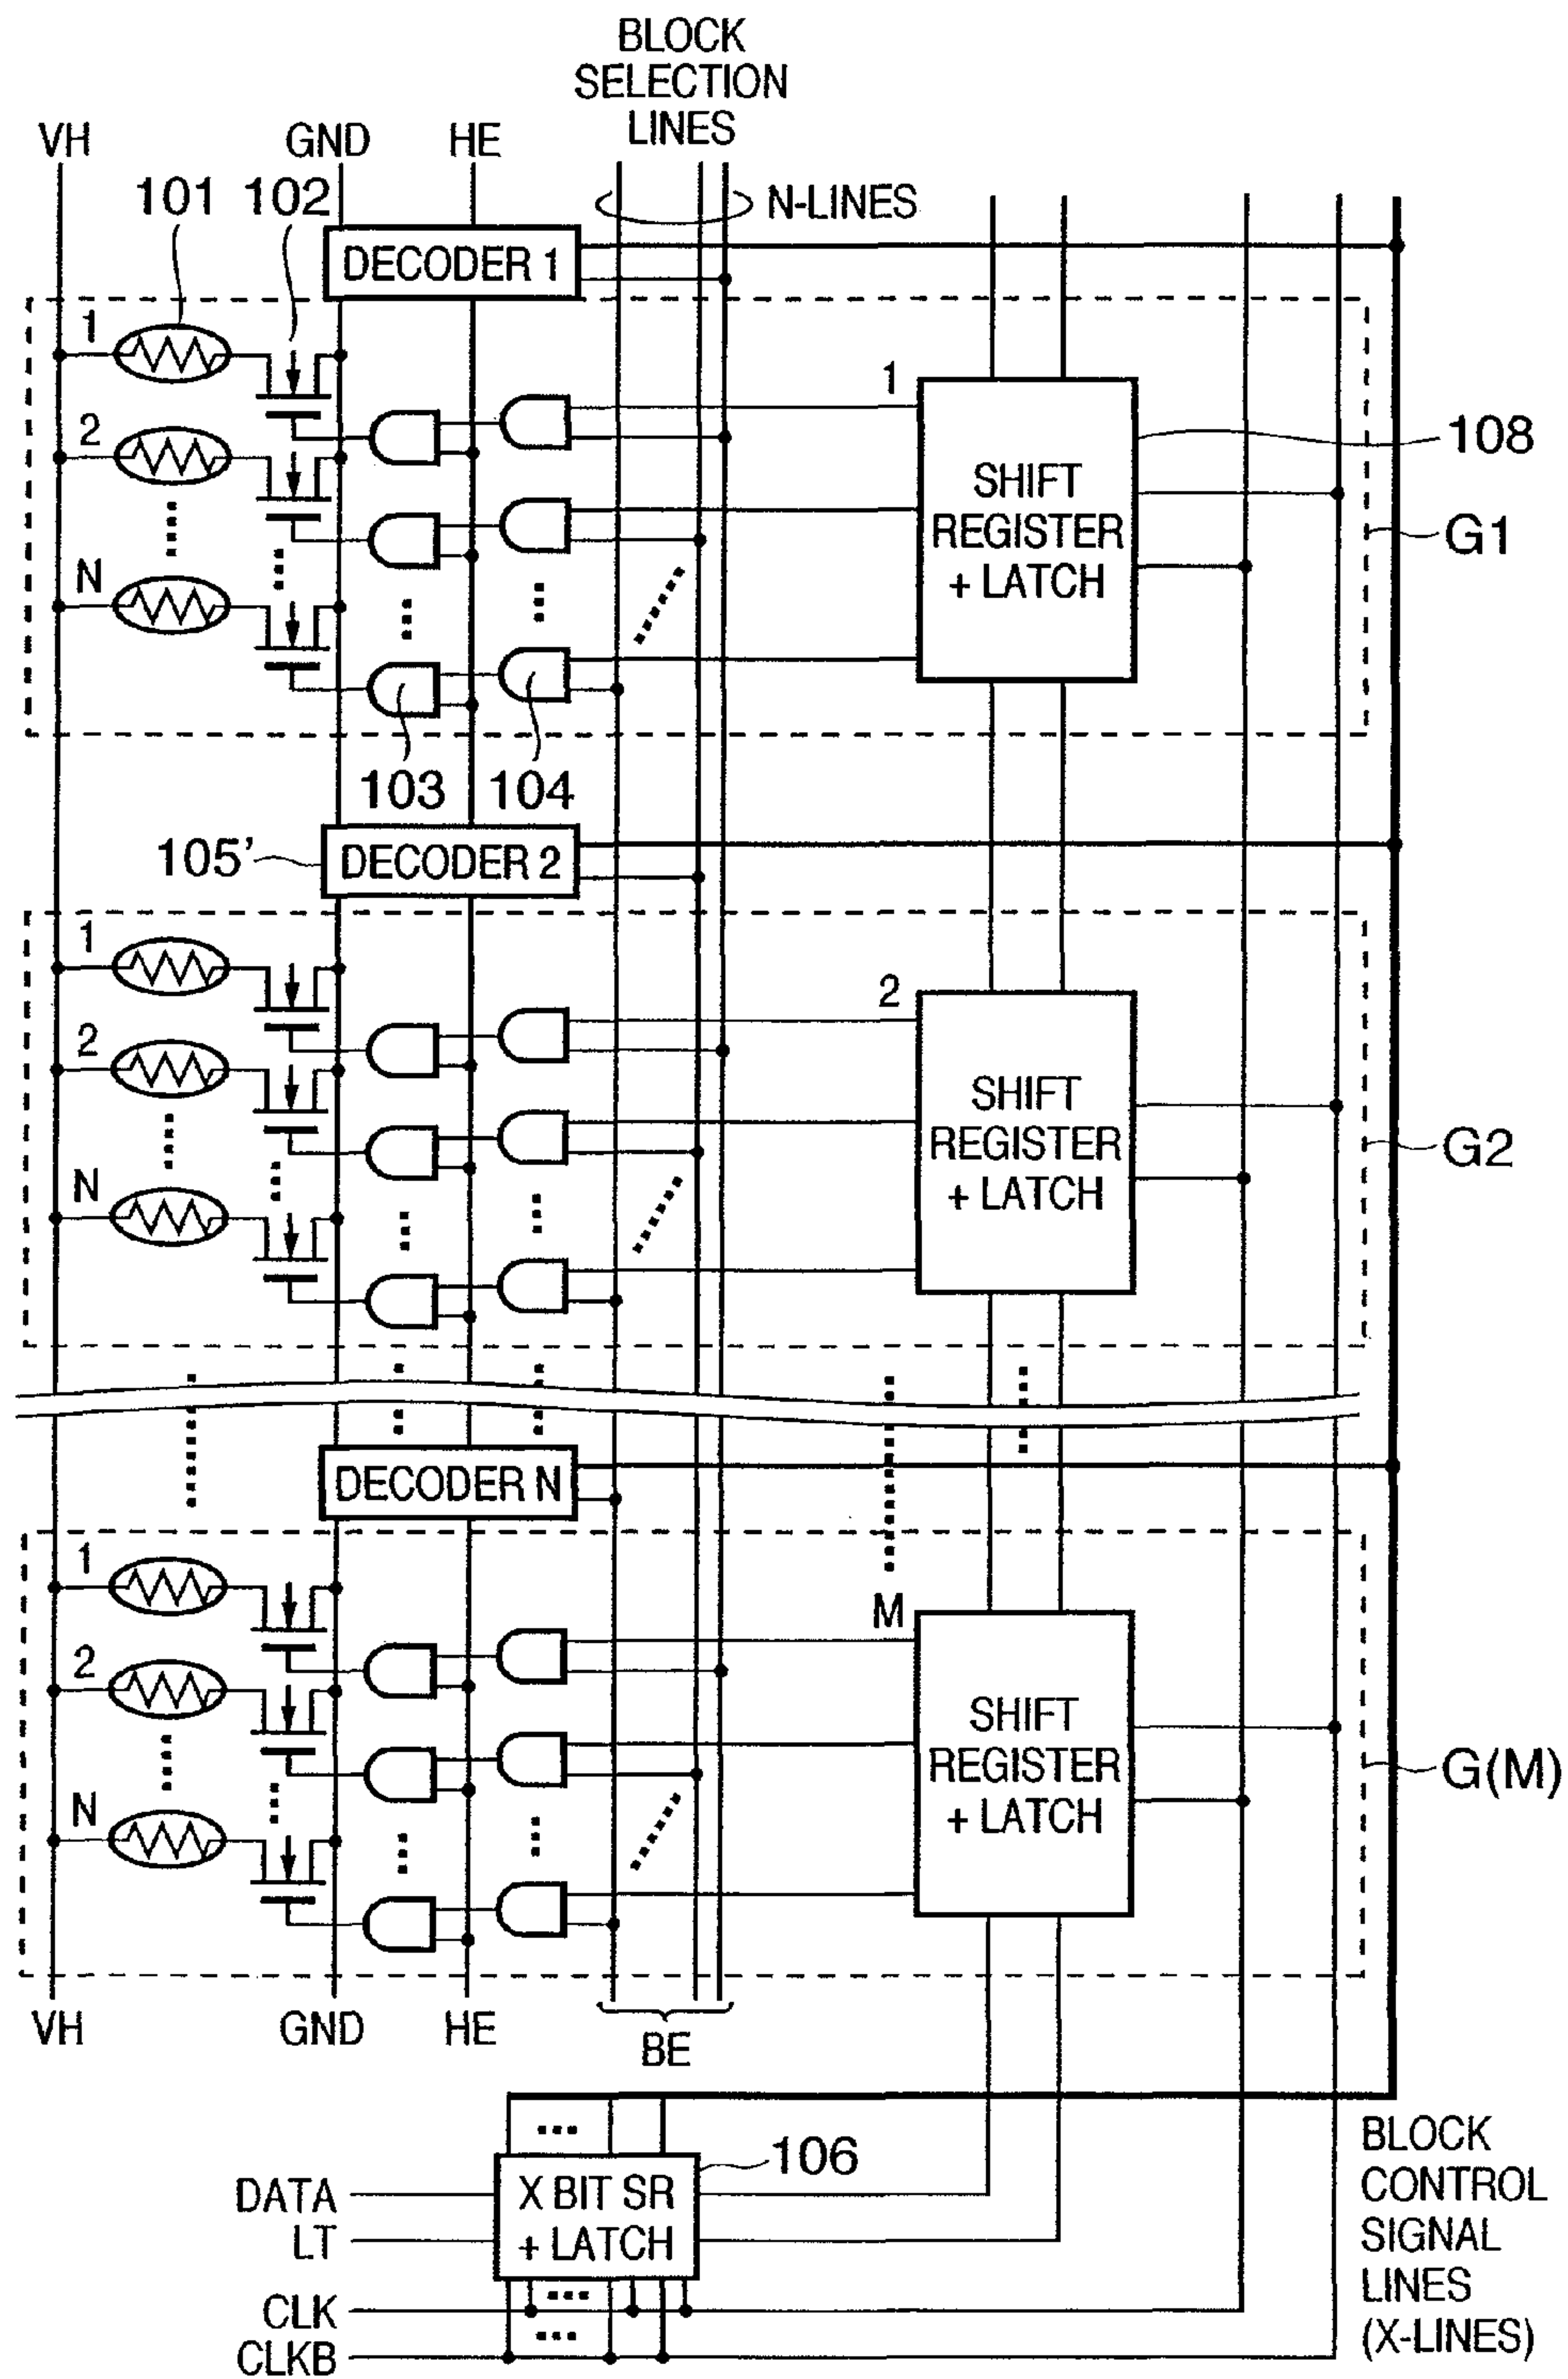 BLOCK
SELECTION
LINES
VH
GND
HE
101
102
N-LINES
DECODER 1
1
1
2
108
SHIFT
REGISTER
+ LATCH
G1
N
103
104
105'
DECODER 2
1
2
2
SHIFT
REGISTER
+ LATCH
G2
N
DECODER N
1
M
2
SHIFT
REGISTER
+ LATCH
G(M)
N
VH
GND
HE
BE
106
DATA
LT
X BIT SR
+ LATCH
CLK
CLKB
BLOCK
CONTROL
SIGNAL
LINES
(X-LINES)